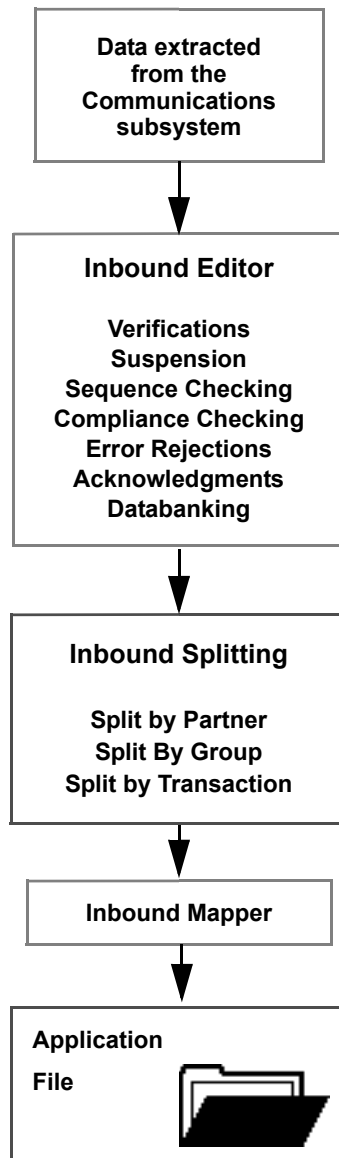 Data extracted
from the
Communications
subsystem
Inbound Editor
Verifications
Suspension
Sequence Checking
Compliance Checking
Error Rejections
Acknowledgments
Databanking
Inbound Splitting
Split by Partner
Split By Group
Split by Transaction
Inbound Mapper
Application
File